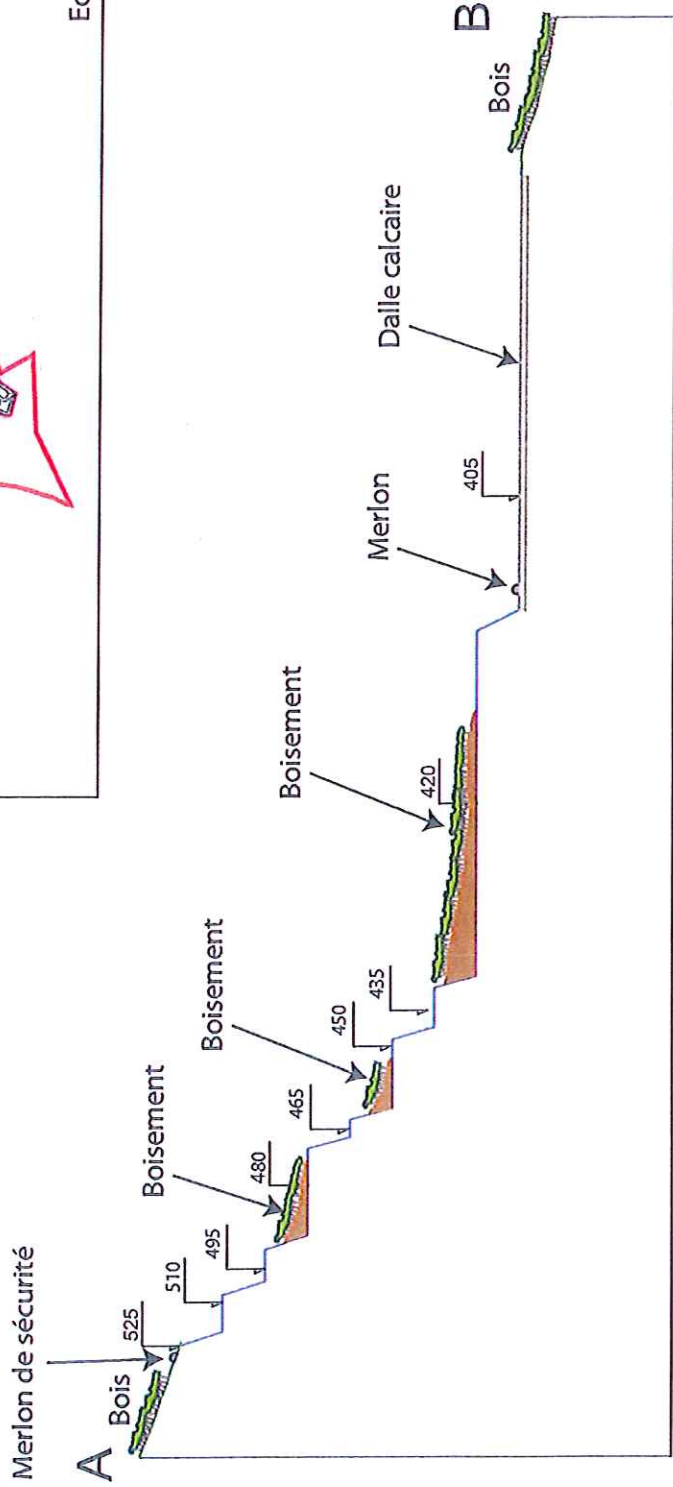 Merlon de sécurité
A
Bois
525
510
495
Boisement
480
465
Boisement
450
435
Boisement
420
Merlon
405
Dalle calcaire
Bois
B